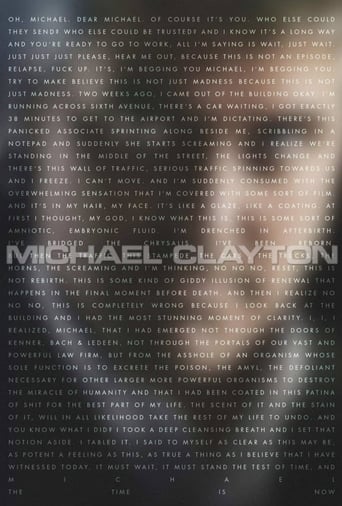 OH, MICHAEL. DEAR MICHAEL. OF COURSE IT'S YOU. WHO ELSE COULD
THEY SEND? WHO ELSE COULD BE TRUSTED? AND I KNOW IT'S A LONG WAY
AND YOU'RE READY TO GO TO WORK, ALL I'M SAYING IS WAIT, JUST WAIT.
JUST JUST JUST PLEASE, HEAR ME OUT, BECAUSE THIS IS NOT AN EPISODE,
RELAPSE, FUCK UP. IT'S, I'M BEGGING YOU MICHAEL, I'M BEGGING YOU.
TRY TO MAKE BELIEVE THIS IS NOT JUST MADNESS BECAUSE THIS IS NOT
JUST MADNESS. TWO WEEKS AGO, I CAME OUT OF THE BUILDING OKAY. I'M
RUNNING ACROSS SIXTH AVENUE, THERE'S A CAR WAITING, I GOT EXACTLY
38 MINUTES TO GET TO THE AIRPORT AND I'M DICTATING. THERE'S THIS
PANICKED ASSOCIATE SPRINTING ALONG BESIDE ME, SCRIBBLING IN A
NOTEPAD AND SUDDENLY SHE STARTS SCREAMING AND I REALIZE WE'RE
STANDING IN THE MIDDLE OF THE STREET, THE LIGHTS CHANGE AND
THERE'S THIS WALL OF TRAFFIC, SERIOUS TRAFFIC SPINNING TOWARDS US
AND I FREEZE. I CAN'T MOVE. AND I'M SUDDENLY CONSUMED WITH THE
OVERWHELMING SENSATION THAT I'M COVERED WITH SOME SORT OF FILM.
AND IT'S IN MY HAIR, MY FACE. IT'S LIKE A GLAZE, LIKE A COATING. AT
FIRST I THOUGHT, MY GOD, I KNOW WHAT THIS IS, THIS IS SOME SORT OF
AMNIOTIC, EMBRYONIC FLUID. I'M DRENCHED AFTERBIRTH.
I'VE BRIDGED THE CHRYSALIS. I'VE BEEN REBORN
MICHAEL CLAYTON
THEN THE TRAFFIC THIS STAMPEDE THE CARS THE TRUCKS
HORNS, THE SCREAMING AND I'M THINKING, NO NO NO, RESET, THIS IS
NOT REBIRTH. THIS IS SOME KIND OF GIDDY ILLUSION OF RENEWAL THAT
HAPPENS IN THE FINAL MOMENT BEFORE DEATH. AND THEN I REALIZE NO
NO NO, THIS IS COMPLETELY WRONG BECAUSE I LOOK BACK AT THE
BUILDING AND I HAD THE MOST STUNNING MOMENT OF CLARITY. I, I, I
REALIZED, MICHAEL, THAT I HAD EMERGED NOT THROUGH THE DOORS OF
KENNER, BACH & LEDEEN, NOT THROUGH THE PORTALS OF OUR VAST AND
POWERFUL LAW FIRM, BUT FROM THE ASSHOLE OF AN ORGANISM WHOSE
SOLE FUNCTION IS TO EXCRETE THE POISON, THE AMYL, THE DEFOLIANT
NECESSARY FOR OTHER LARGER MORE POWERFUL ORGANISMS TO DESTROY
THE MIRACLE OF HUMANITY AND THAT I HAD BEEN COATED IN THIS PATINA
OF SHIT FOR THE BEST PART OF MY LIFE. THE SCENT OF IT AND THE STAIN
OF IT, WILL IN ALL LIKELIHOOD TAKE THE REST OF MY LIFE TO UNDO. AND
YOU KNOW WHAT I DID? I TOOK A DEEP CLEANSING BREATH AND I SET THAT
NOTION ASIDE. I TABLED IT. I SAID TO MYSELF AS CLEAR AS THIS MAY BE,
AS POTENT A FEELING AS THIS, AS TRUE A THING AS I BELIEVE THAT I HAVE
WITNESSED TODAY, IT MUST WAIT, IT MUST STAND THE TEST OF TIME, AND
MICHAEL
THE TIME IS NOW